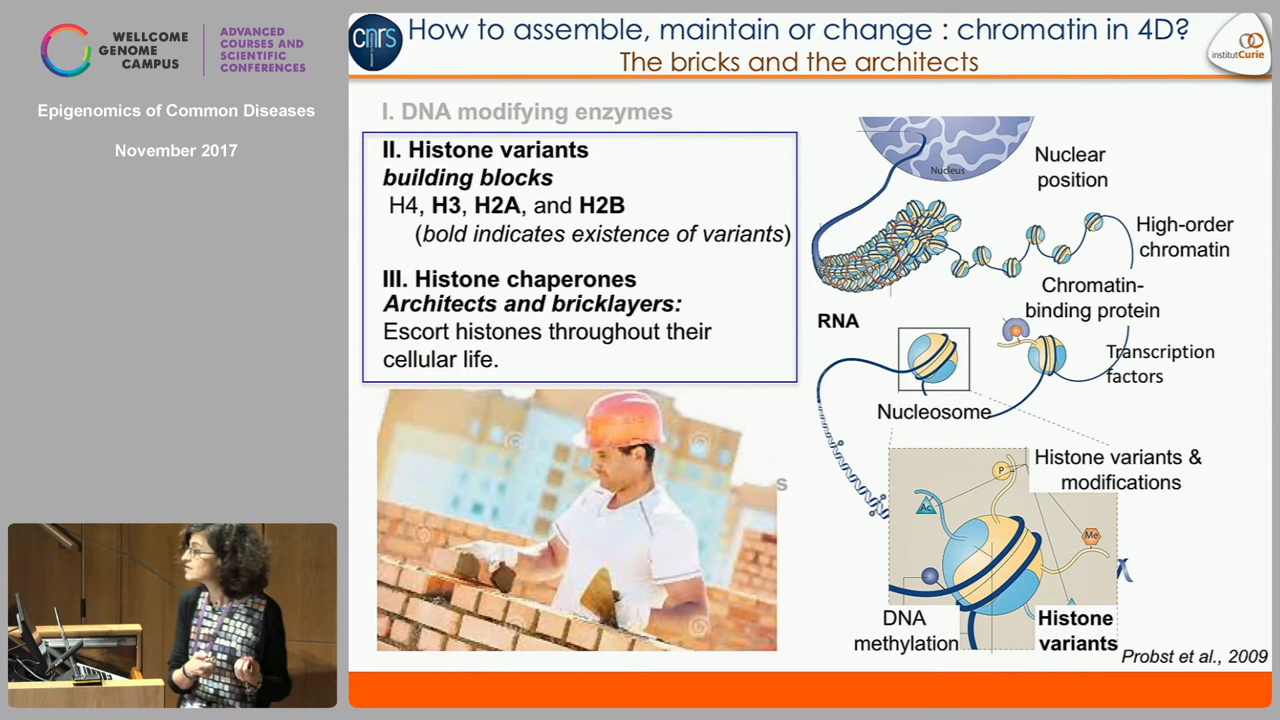 WELLCOME
GENOME
CAMPUS
ADVANCED
COURSES AND
SCIENTIFIC
CONFERENCES
Epigenomics of Common Diseases
November 2017
cnrs
How to assemble, maintain or change : chromatin in 4D?
The bricks and the architects
institutCurie
I. DNA modifying enzymes
II. Histone variants
building blocks
H4, H3, H2A, and H2B
(bold indicates existence of variants)
III. Histone chaperones
Architects and bricklayers:
Escort histones throughout their
cellular life.
s
Nucleus
Nuclear
position
High-order
chromatin
Chromatin-
binding protein
RNA
Transcription
factors
Nucleosome
Histone variants &
modifications
P
Ac
Me
DNA
methylation
Histone
variants
Probst et al., 2009